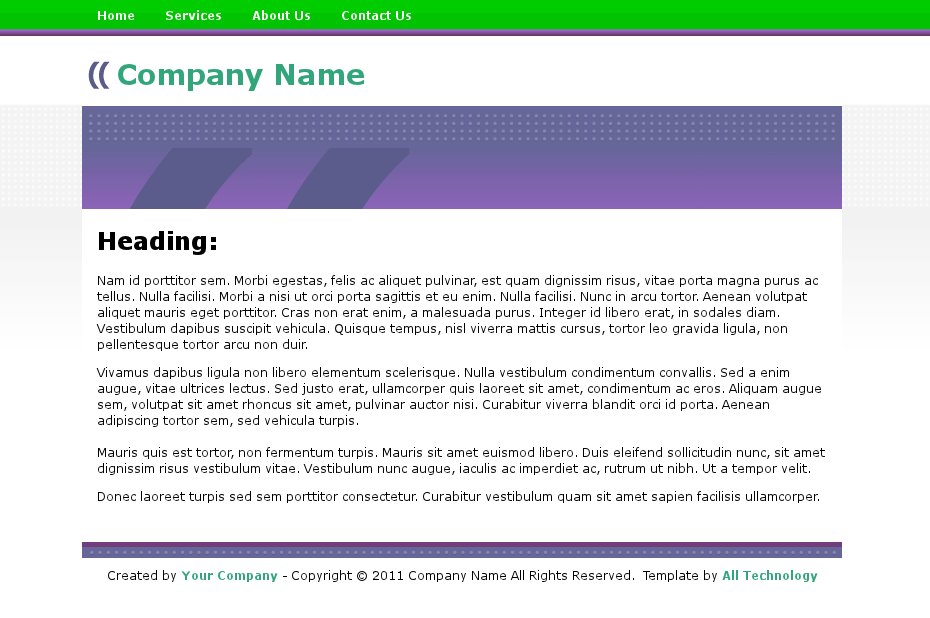 Home Services About Us Contact Us
(( Company Name
Heading:
Nam id porttitor sem. Morbi egestas, felis ac aliquet pulvinar, est quam dignissim risus, vitae porta magna purus ac
tellus. Nulla facilisi. Morbi a nisi ut orci porta sagittis et eu enim. Nulla facilisi. Nunc in arcu tortor. Aenean volutpat
aliquet mauris eget porttitor. Cras non erat enim, a malesuada purus. Integer id libero erat, in sodales diam.
Vestibulum dapibus suscipit vehicula. Quisque tempus, nisl viverra mattis cursus, tortor leo gravida ligula, non
pellentesque tortor arcu non duir.
Vivamus dapibus ligula non libero elementum scelerisque. Nulla vestibulum condimentum convallis. Sed a enim
augue, vitae ultrices lectus. Sed justo erat, ullamcorper quis laoreet sit amet, condimentum ac eros. Aliquam augue
sem, volutpat sit amet rhoncus sit amet, pulvinar auctor nisi. Curabitur viverra blandit orci id porta. Aenean
adipiscing tortor sem, sed vehicula turpis.
Mauris quis est tortor, non fermentum turpis. Mauris sit amet euismod libero. Duis eleifend sollicitudin nunc, sit amet
dignissim risus vestibulum vitae. Vestibulum nunc augue, iaculis ac imperdiet ac, rutrum ut nibh. Ut a tempor velit.
Donec laoreet turpis sed sem porttitor consectetur. Curabitur vestibulum quam sit amet sapien facilisis ullamcorper.
Created by Your Company - Copyright © 2011 Company Name All Rights Reserved. Template by All Technology